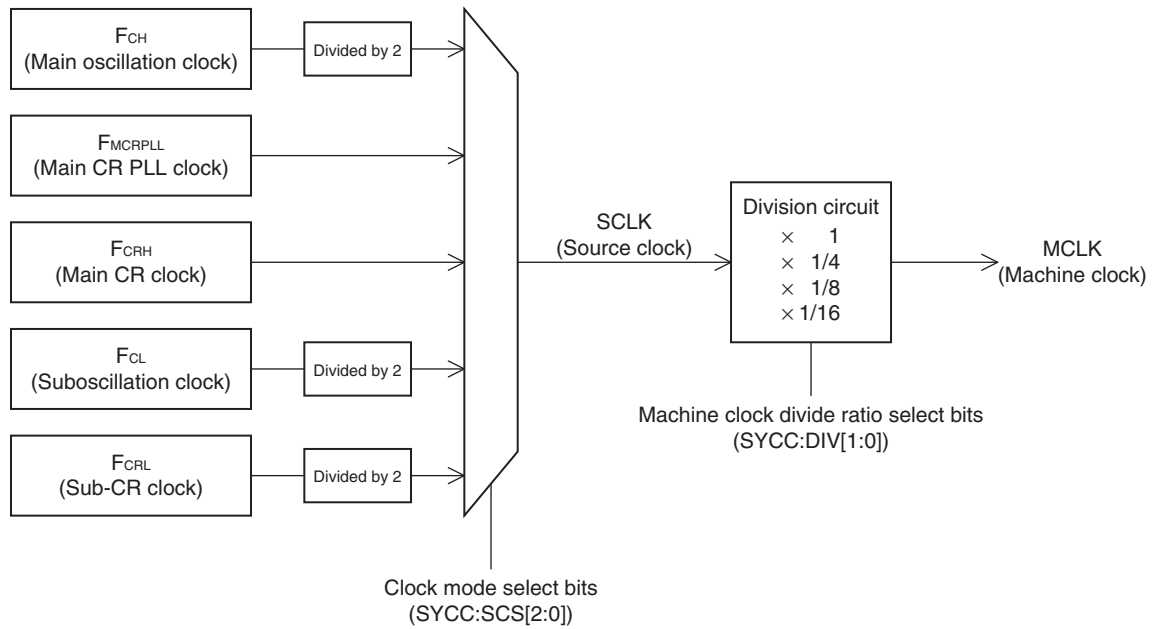 FCH
(Main oscillation clock)
Divided by 2
FMCRPLL
(Main CR PLL clock)
FCRH
(Main CR clock)
FCL
(Suboscillation clock)
Divided by 2
FCRL
(Sub-CR clock)
Divided by 2
Clock mode select bits
(SYCC:SCS[2:0])
SCLK
(Source clock)
Division circuit
× 1
× 1/4
× 1/8
× 1/16
Machine clock divide ratio select bits
(SYCC:DIV[1:0])
MCLK
(Machine clock)